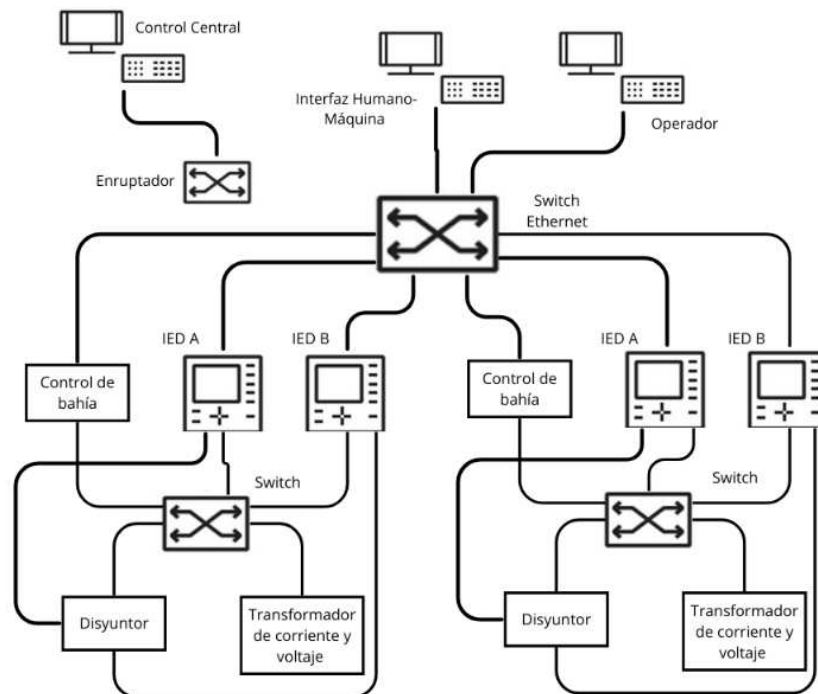 Control Central
Interfaz Humano-
Máquina
Operador
Enruptador
Switch
Ethernet
IED A
IED B
IED A
IED B
Control de
bahía
Control de
bahía
Switch
Switch
Disyuntor
Transformador
de corriente y
voltaje
Disyuntor
Transformador
de corriente y
voltaje